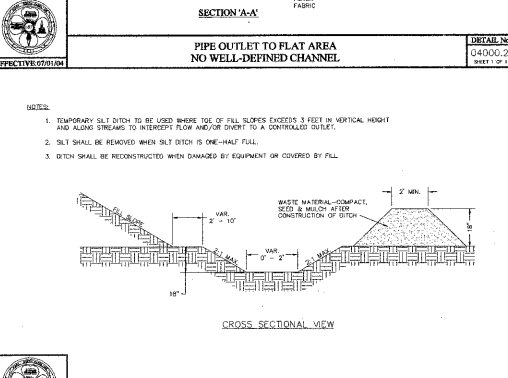 FABRIC
SECTION 'A-A'
PIPE OUTLET TO FLAT AREA
NO WELL-DEFINED CHANNEL
DETAIL No
04000.2
SHEET 1 OF 1
EFFECTIVE: 07/01/04
NOTES:
1. TEMPORARY SILT DITCH TO BE USED WHERE TOE OF FILL SLOPES EXCEEDS 3 FEET IN VERTICAL HEIGHT
AND ALONG STREAMS TO INTERCEPT FLOW AND/OR DIVERT TO A CONTROLLED OUTLET.
2. SILT SHALL BE REMOVED WHEN SILT DITCH IS ONE-HALF FULL.
3. DITCH SHALL BE RECONSTRUCTED WHEN DAMAGED BY EQUIPMENT OR COVERED BY FILL
2' MIN.
WASTE MATERIAL-COMPACT,
SEED & MULCH AFTER
CONSTRUCTION OF DITCH
FILL SLOPE
VAR.
2' - 10'
18"
2:1 MAX
VAR.
0' - 2'
2:1 MAX
18"
CROSS SECTIONAL VIEW